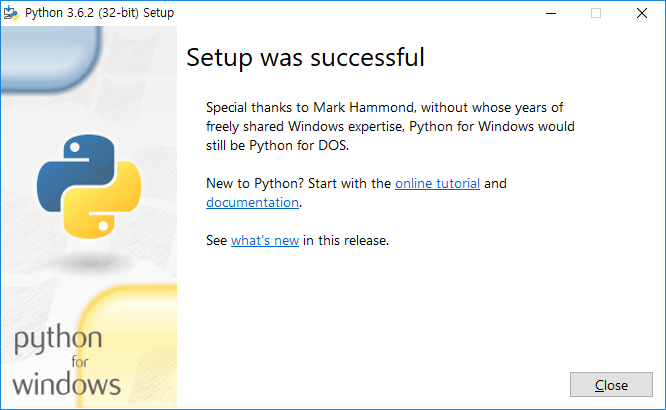 Python 3.6.2 (32-bit) Setup
Setup was successful
Special thanks to Mark Hammond, without whose years of
freely shared Windows expertise, Python for Windows would
still be Python for DOS.
New to Python? Start with the online tutorial and
documentation.
See what's new in this release.
python
for
windows
Close